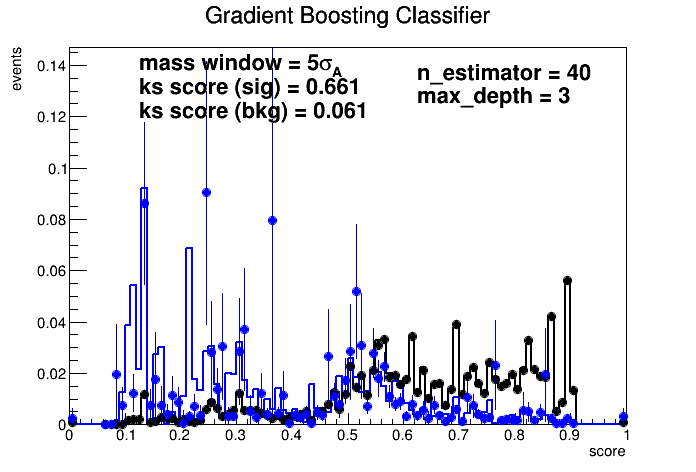 Gradient Boosting Classifier
events
mass window = 5σA
ks score (sig) = 0.661
ks score (bkg) = 0.061
n_estimator = 40
max_depth = 3
0.14
0.12
0.1
0.08
0.06
0.04
0.02
0
0 0.1 0.2 0.3 0.4 0.5 0.6 0.7 0.8 0.9 1
score